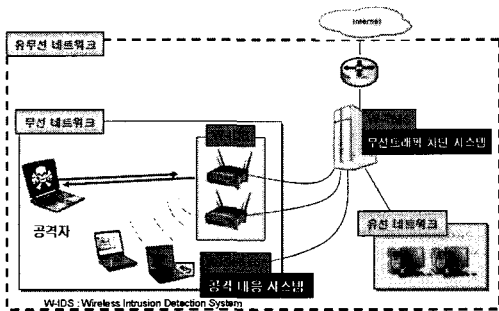 Internet
유무선 네트워크
무선 네트워크
무선트래픽 차단 시스템
공격자
유선 네트워크
공격 대응 시스템
W-IDS : Wireless Intrusion Detection System